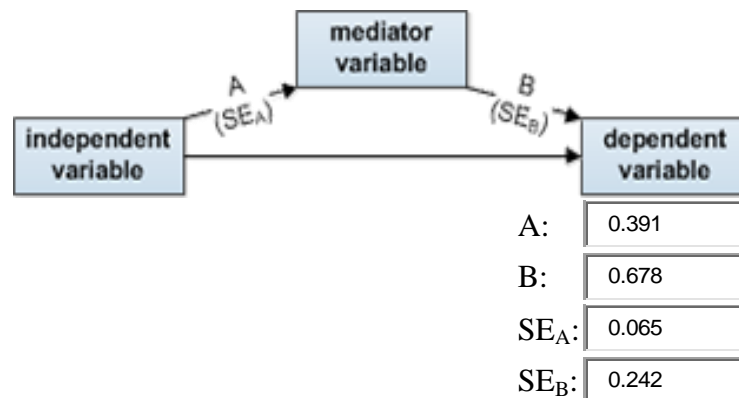 mediator
variable
A
(SEA)
B
(SEB)
independent
variable
dependent
variable
A: 0.391
B: 0.678
SEA: 0.065
SEB: 0.242